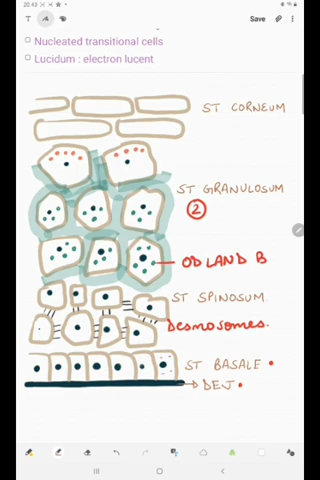 20:43
Save
Nucleated transitional cells
Lucidum : electron lucent
ST CORNEUM
ST GRANULOSUM
2
ODLAND B
ST SPINOSUM
Desmosomes.
ST BASALE
DEJ